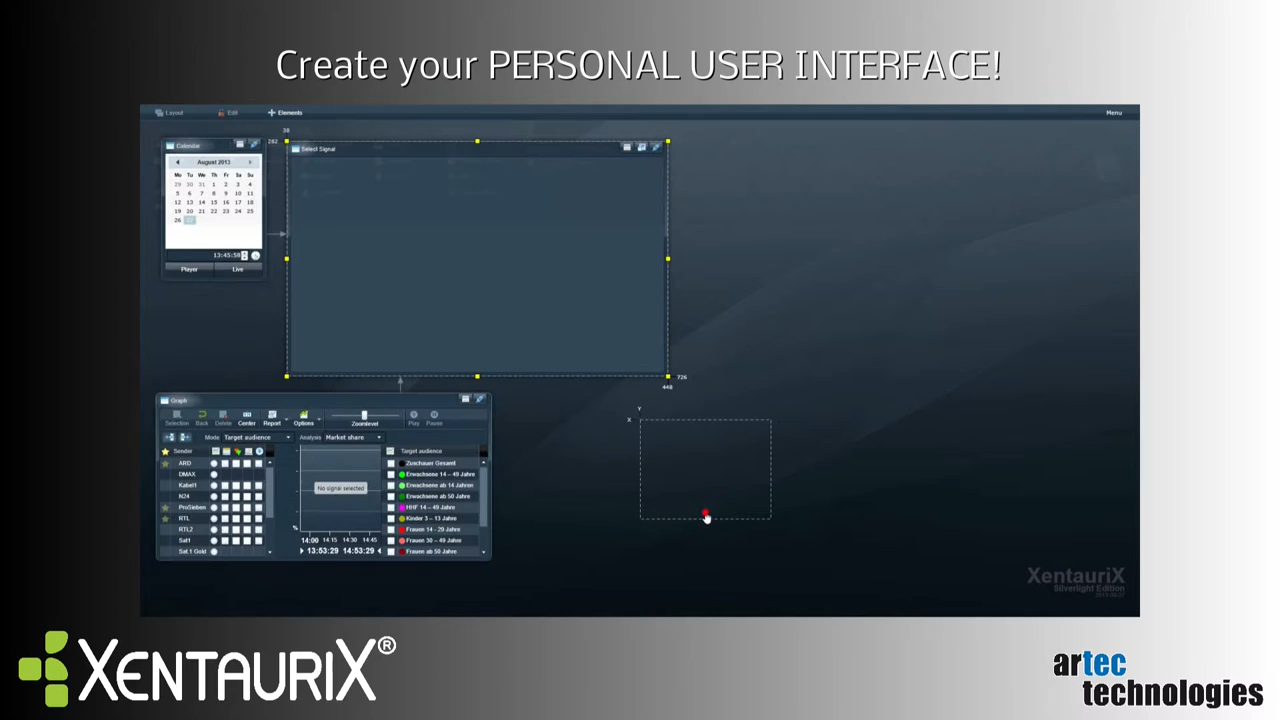 Create your PERSONAL USER INTERFACE!
Layout Edit Elements Menu
38
282
Calendar
August 2013
Mo Tu We Th Fr Sa Su
29 30 31 1 2 3 4
5 6 7 8 9 10 11
12 13 14 15 16 17 18
19 20 21 22 23 24 25
26
13:45:58
Player Live
Select Signal
726
448
Y
X
Graph
Selection Back Delete Center Report Options Zoomlevel Play Pause
Mode Target audience Analysis Market share
Sender Target audience
ARD Zuschauer Gesamt
DMAX Erwachsene 14 – 49 Jahre
Kabel1 Erwachsene ab 14 Jahren
N24 No signal selected Erwachsene ab 50 Jahre
ProSieben HHF 14 – 49 Jahre
RTL Kinder 3 – 13 Jahre
RTL2 % Frauen 14 - 29 Jahre
Sat1 14:00 14:15 14:30 14:45 Frauen 30 – 49 Jahre
Sat 1 Gold 13:53:29 14:53:29 Frauen ab 50 Jahre
XentauriX
Silverlight Edition
XENTAURIX®
artec
technologies